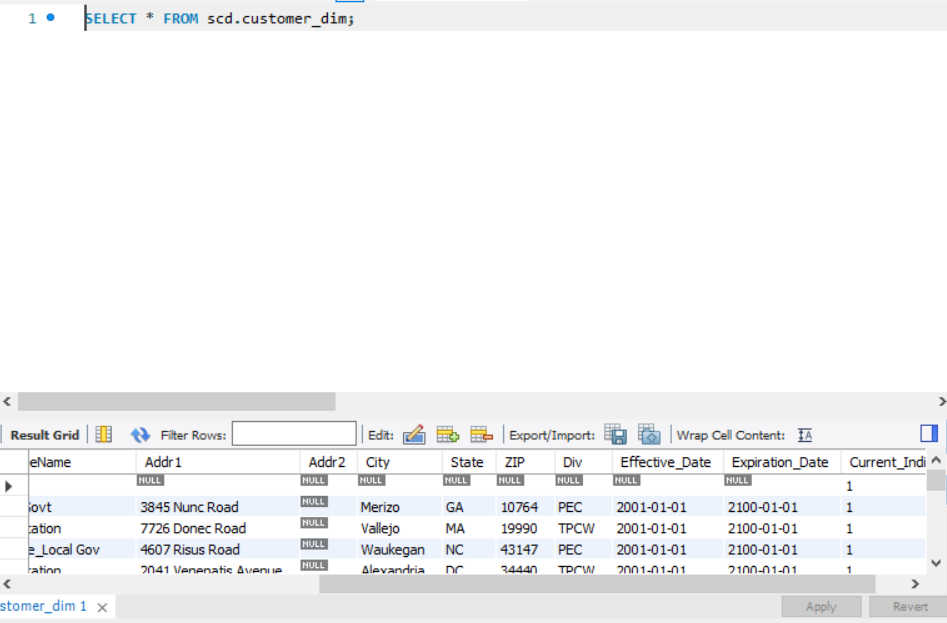 1 SELECT * FROM scd.customer_dim;
Result Grid Filter Rows: Edit: Export/Import: Wrap Cell Content: IA
eName Addr1 Addr2 City State ZIP Div Effective_Date Expiration_Date Current_Indi
NULL NULL NULL NULL NULL NULL NULL NULL 1
Govt 3845 Nunc Road NULL Merizo GA 10764 PEC 2001-01-01 2100-01-01 1
cation 7726 Donec Road NULL Vallejo MA 19990 TPCW 2001-01-01 2100-01-01 1
e_Local Gov 4607 Risus Road NULL Waukegan NC 43147 PEC 2001-01-01 2100-01-01 1
ration 2041 Venenatis Avenue NULL Alexandria DC 34440 TPCW 2001-01-01 2100-01-01 1
stomer_dim 1 Apply Revert